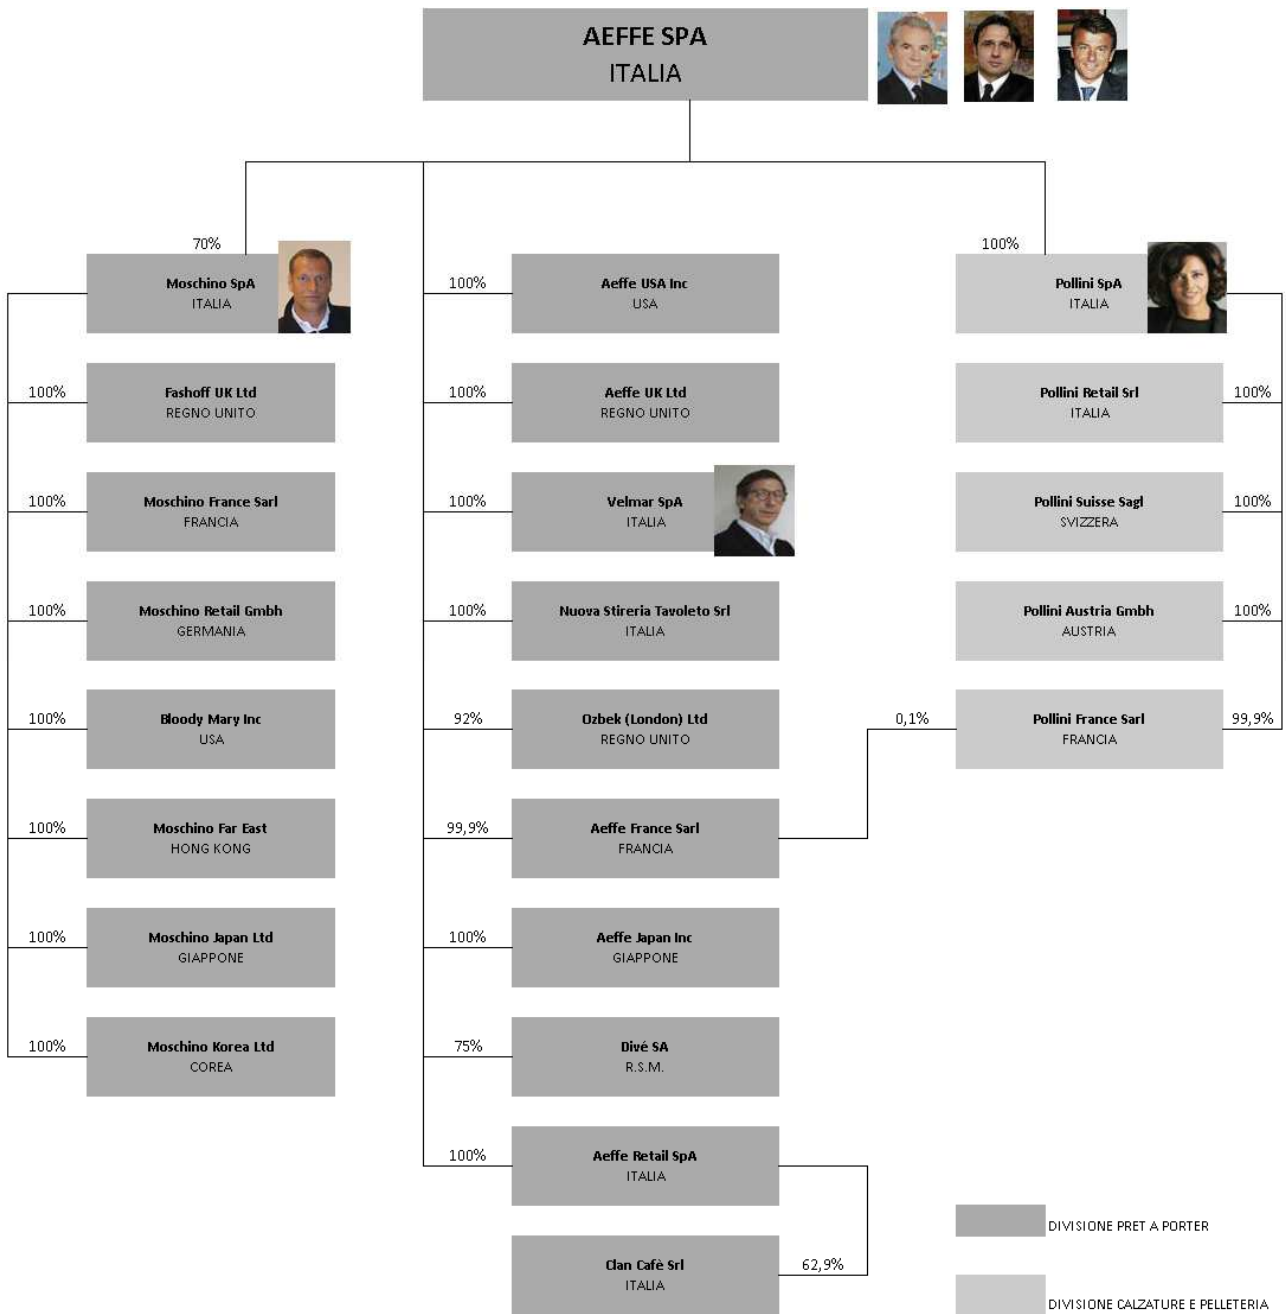 AEFFE SPA
ITALIA
70%
Moschino SpA
ITALIA
100%
Fashoff UK Ltd
REGNO UNITO
100%
Moschino France Sarl
FRANCIA
100%
Moschino Retail Gmbh
GERMANIA
100%
Bloody Mary Inc
USA
100%
Moschino Far East
HONG KONG
100%
Moschino Japan Ltd
GIAPPONE
100%
Moschino Korea Ltd
COREA
100%
Aeffe USA Inc
USA
100%
Aeffe UK Ltd
REGNO UNITO
100%
Velmar SpA
ITALIA
100%
Nuova Stireria Tavoleto Srl
ITALIA
92%
Ozbek (London) Ltd
REGNO UNITO
99,9%
Aeffe France Sarl
FRANCIA
100%
Aeffe Japan Inc
GIAPPONE
75%
Divé SA
R.S.M.
100%
Aeffe Retail SpA
ITALIA
Clan Cafè Srl
ITALIA
62,9%
100%
Pollini SpA
ITALIA
Pollini Retail Srl
ITALIA
100%
Pollini Suisse Sagl
SVIZZERA
100%
Pollini Austria Gmbh
AUSTRIA
100%
0,1%
Pollini France Sarl
FRANCIA
99,9%
DIVISIONE PRET A PORTER
DIVISIONE CALZATURE E PELLETERIA